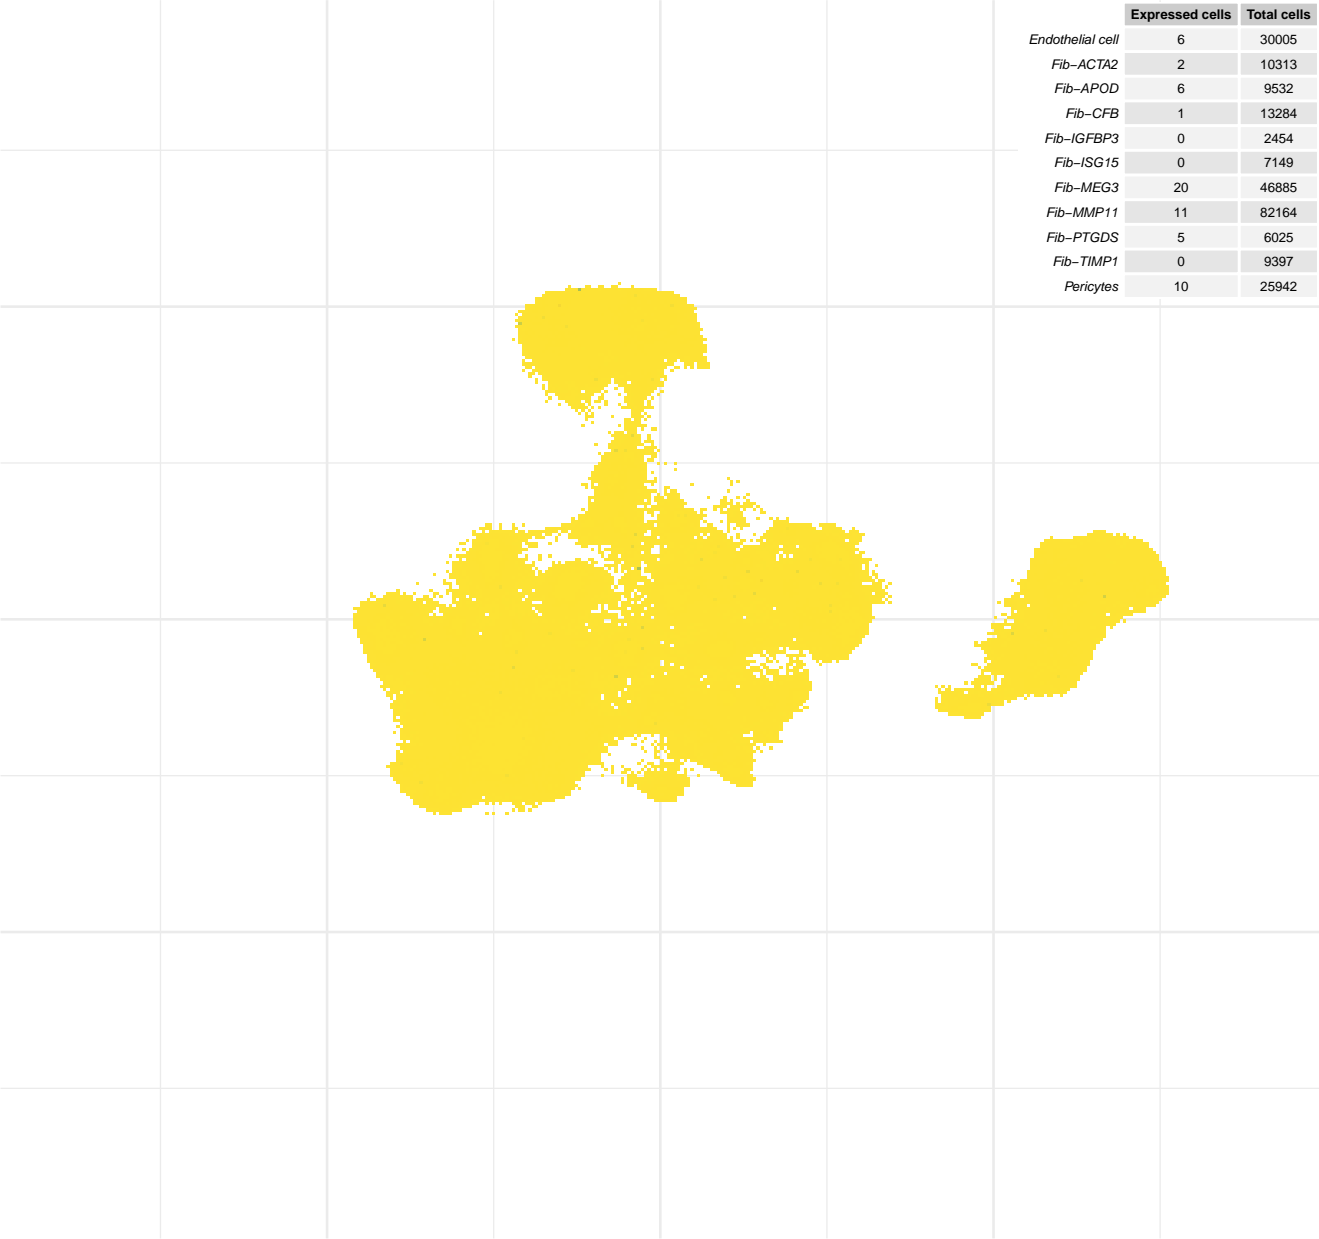 Expressed cells Total cells
Endothelial cell 6 30005
Fib−ACTA2 2 10313
Fib−APOD 6 9532
Fib−CFB 1 13284
Fib−IGFBP3 0 2454
Fib−ISG15 0 7149
Fib−MEG3 20 46885
Fib−MMP11 11 82164
Fib−PTGDS 5 6025
Fib−TIMP1 0 9397
Pericytes 10 25942